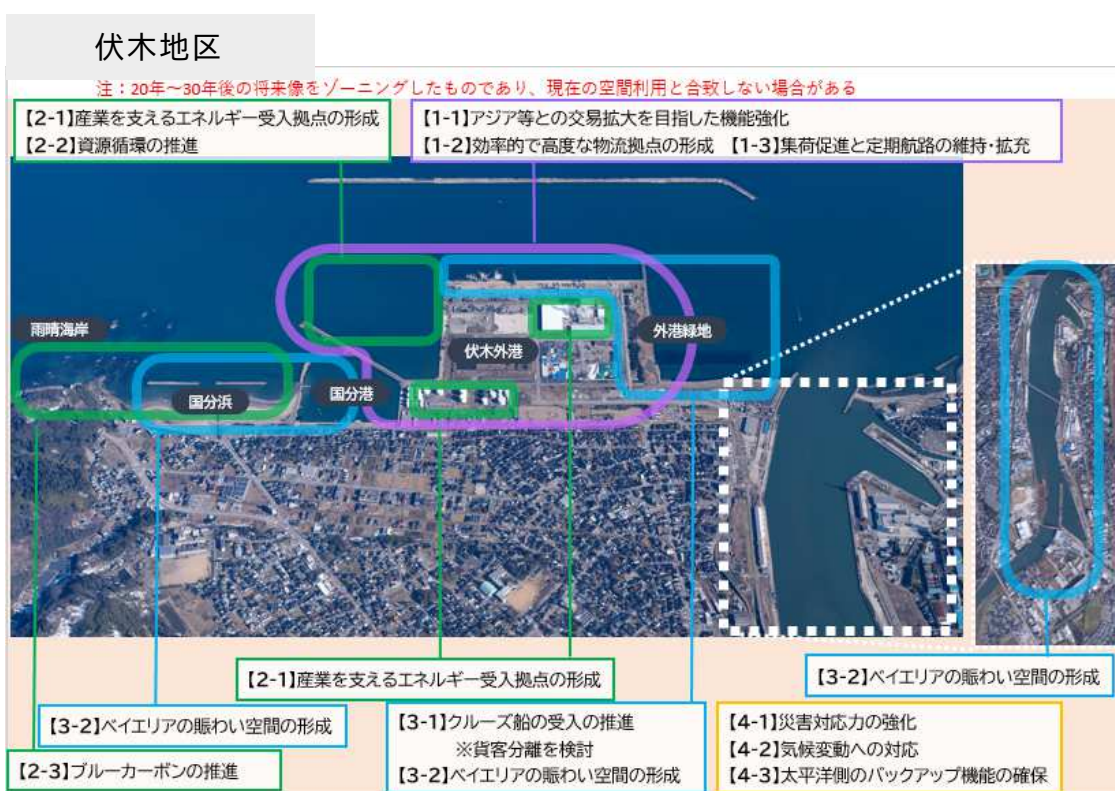 伏木地区
注：20年～30年後の将来像をゾーニングしたものであり、現在の空間利用と合致しない場合がある
【2-1】産業を支えるエネルギー受入拠点の形成
【2-2】資源循環の推進
【1-1】アジア等との交易拡大を目指した機能強化
【1-2】効率的で高度な物流拠点の形成 【1-3】集荷促進と定期航路の維持・拡充
雨晴海岸
国分浜
国分港
伏木外港
外港緑地
【2-1】産業を支えるエネルギー受入拠点の形成
【3-2】ベイエリアの賑わい空間の形成
【3-2】ベイエリアの賑わい空間の形成
【2-3】ブルーカーボンの推進
【3-1】クルーズ船の受入の推進
※貨客分離を検討
【3-2】ベイエリアの賑わい空間の形成
【4-1】災害対応力の強化
【4-2】気候変動への対応
【4-3】太平洋側のバックアップ機能の確保